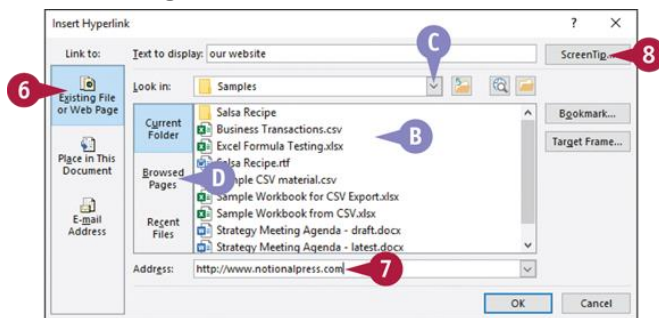 Insert Hyperlink ? ×
Link to: Text to display: our website ScreenTip... 8
C
6 Existing File or Web Page
Look in: Samples
Current Folder
Salsa Recipe
Business Transactions.csv
B
Excel Formula Testing.xlsx
Salsa Recipe.rtf
Bookmark...
Target Frame...
Place in This Document
Browsed Pages
D
ple CSV material.csv
Sample Workbook for CSV Export.xlsx
Sample Workbook from CSV.xlsx
Strategy Meeting Agenda - draft.docx
Strategy Meeting Agenda - latest.docx
E-mail Address
Recent Files
Address: http://www.notionalpress.com 7
OK Cancel